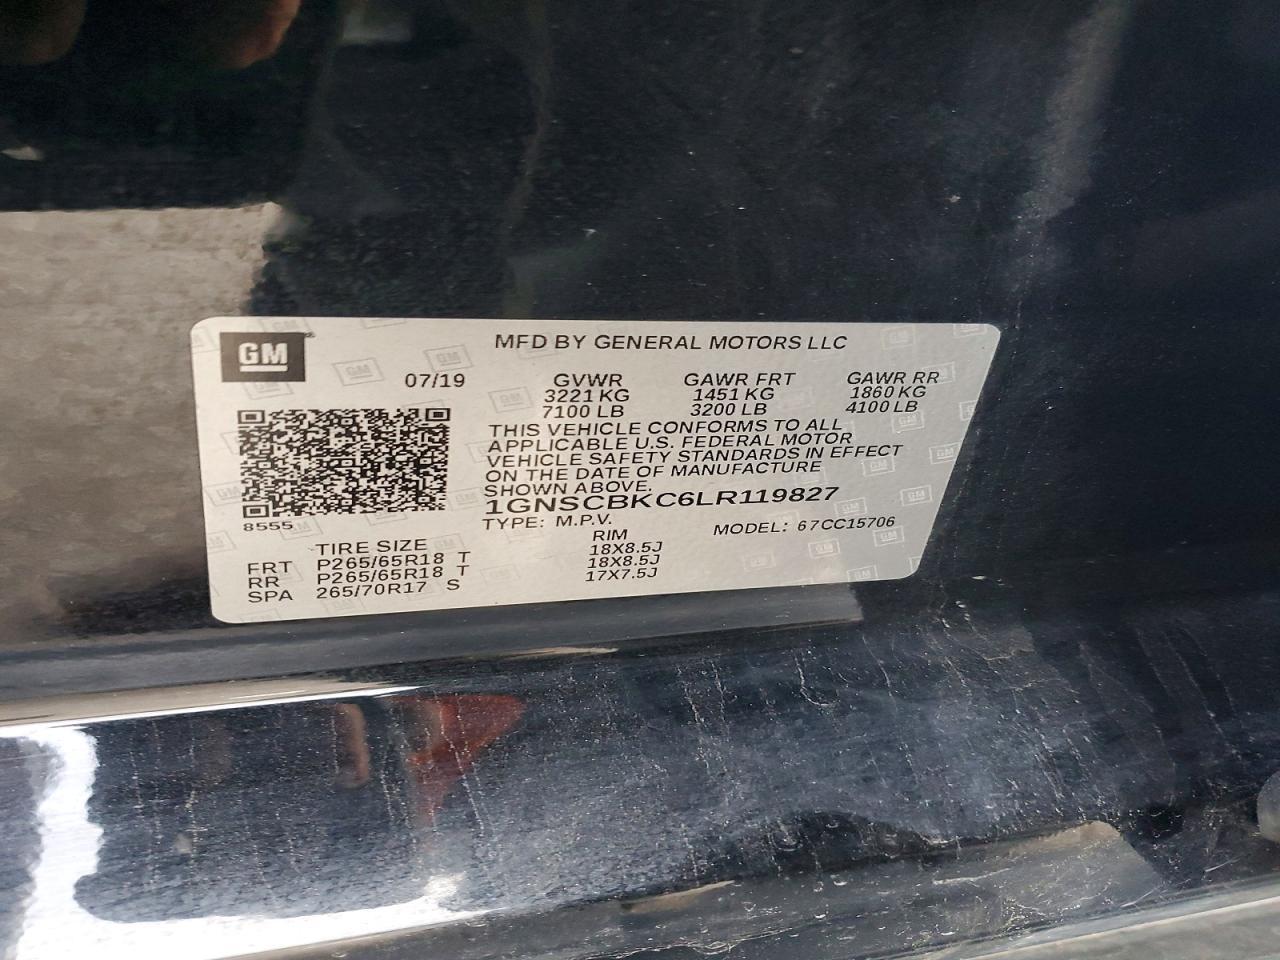 GM
MFD BY GENERAL MOTORS LLC
07/19 GVWR GAWR FRT GAWR RR
3221 KG 1451 KG 1860 KG
7100 LB 3200 LB 4100 LB
THIS VEHICLE CONFORMS TO ALL
APPLICABLE U.S. FEDERAL MOTOR
VEHICLE SAFETY STANDARDS IN EFFECT
ON THE DATE OF MANUFACTURE
SHOWN ABOVE.
1GNSCBKC6LR119827
8555 TYPE: M.P.V. MODEL: 67CC15706
TIRE SIZE RIM
FRT P265/65R18 T 18X8.5J
RR P265/65R18 T 18X8.5J
SPA 265/70R17 S 17X7.5J